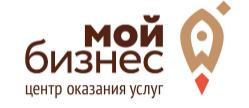 мой
бизнес
центр оказания услуг